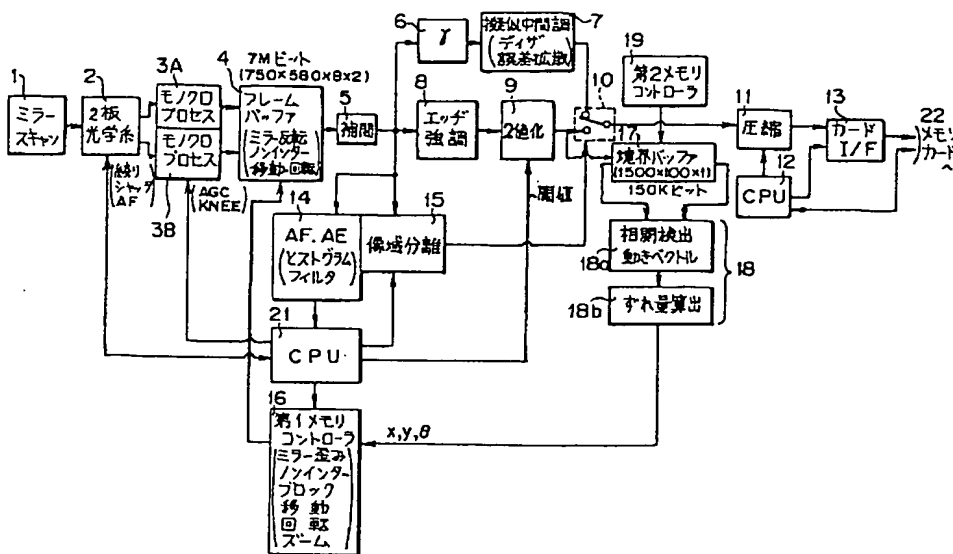 1
ミラー
スキャン
2
2板
光学系
絞り
シャッタ
AF
3A
モノクロ
プロセス
モノクロ
プロセス
3B
(AGC
KNEE)
4
7Mビット
(750×580×8×2)
フレーム
バッファ
ミラー反転
ノンインター
移動・回転
5
補間
6
γ
7
擬似中間調
ディザ
誤差拡散
8
エッヂ
強調
9
2値化
閾値
10
19
第2メモリ
コントローラ
17
境界バッファ
(1500×100×1)
150Kビット
11
圧縮
12
CPU
13
カード
I/F
22
メモリ
カード
へ
14
AF.AE
ヒストグラム
フィルタ
15
像域分離
18a
相関検出
動きベクトル
18
18b
ずれ量算出
21
CPU
16
第1メモリ
コントローラ
ミラー歪み
ノンインター
ブロック
移動
回転
ズーム
x,y,θ